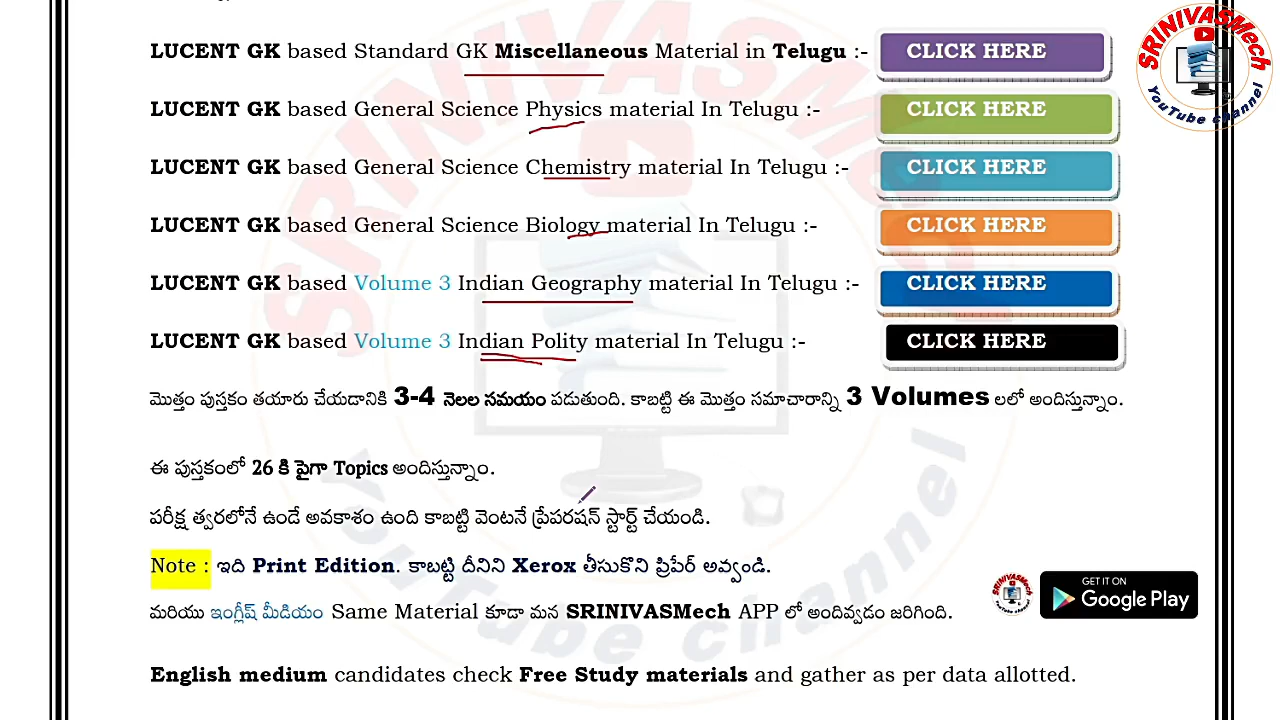 LUCENT GK based Standard GK Miscellaneous Material in Telugu :- CLICK HERE
LUCENT GK based General Science Physics material In Telugu :- CLICK HERE
LUCENT GK based General Science Chemistry material In Telugu :- CLICK HERE
LUCENT GK based General Science Biology material In Telugu :- CLICK HERE
LUCENT GK based Volume 3 Indian Geography material In Telugu :- CLICK HERE
LUCENT GK based Volume 3 Indian Polity material In Telugu :- CLICK HERE
మొత్తం పుస్తకం తయారు చేయడానికి 3-4 నెలల సమయం పడుతుంది. కాబట్టి ఈ మొత్తం సమాచారాన్ని 3 Volumes లలో అందిస్తున్నాం.
ఈ పుస్తకంలో 26 కి పైగా Topics అందిస్తున్నాం.
పరీక్ష త్వరలోనే ఉండే అవకాశం ఉంది కాబట్టి వెంటనే ప్రేపరషన్ స్టార్ట్ చేయండి.
Note : ఇది Print Edition. కాబట్టి దీనిని Xerox తీసుకొని ప్రిపేర్ అవ్వండి.
GET IT ON
Google Play
మరియు ఇంగ్లీష్ మీడియం Same Material కూడా మన SRINIVASMech APP లో అందివ్వడం జరిగింది.
English medium candidates check Free Study materials and gather as per data allotted.
SRINIVASMech
YouTube channel
SRINIVASMech
YouTube channel